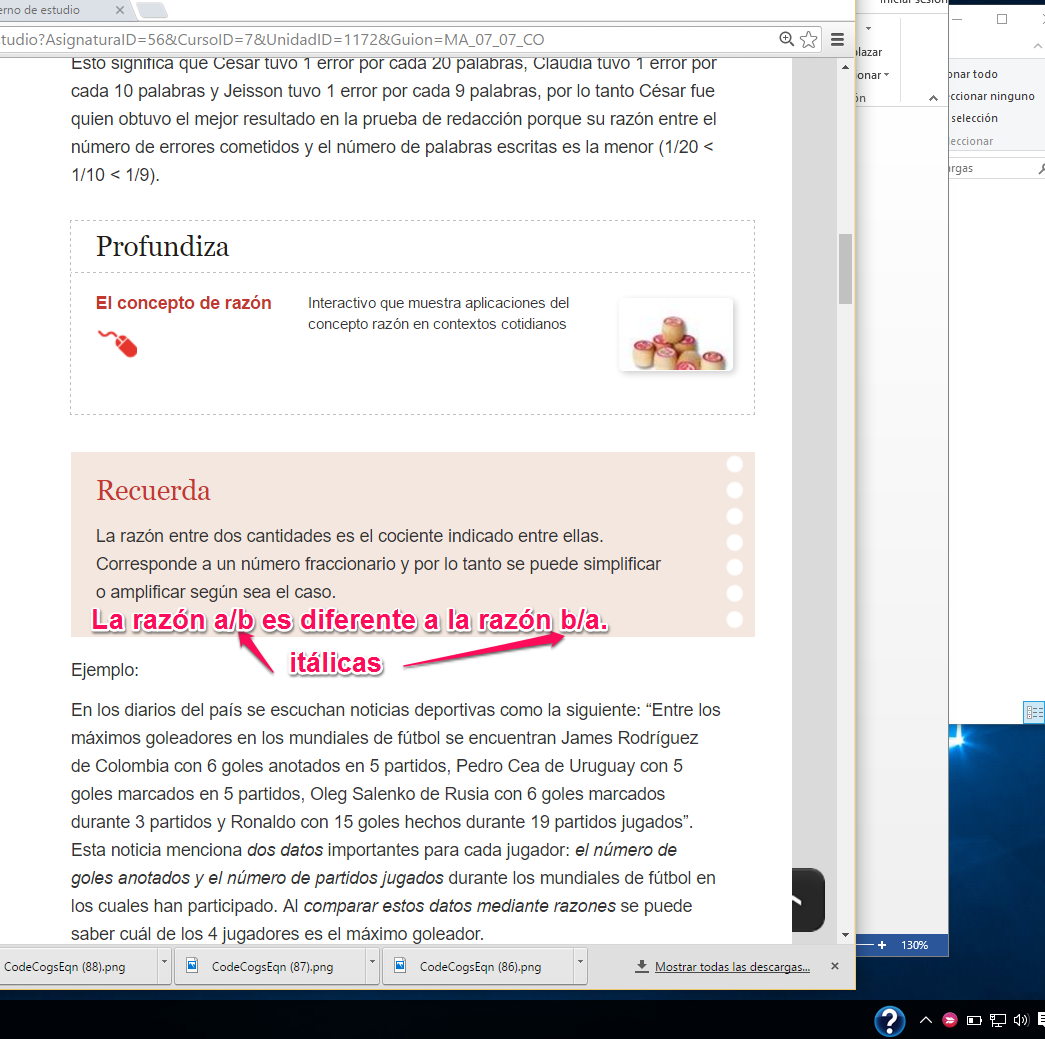 erno de estudio
Iniciar sesión
studio?AsignaturaID=56&CursoID=7&UnidadID=1172&Guion=MA_07_07_CO
Esto significa que César tuvo 1 error por cada 20 palabras, Claudia tuvo 1 error por
cada 10 palabras y Jeisson tuvo 1 error por cada 9 palabras, por lo tanto César fue
quien obtuvo el mejor resultado en la prueba de redacción porque su razón entre el
número de errores cometidos y el número de palabras escritas es la menor (1/20 <
1/10 < 1/9).
Profundiza
El concepto de razón
Interactivo que muestra aplicaciones del
concepto razón en contextos cotidianos
Recuerda
La razón entre dos cantidades es el cociente indicado entre ellas.
Corresponde a un número fraccionario y por lo tanto se puede simplificar
o amplificar según sea el caso.
La razón a/b es diferente a la razón b/a.
itálicas
Ejemplo:
En los diarios del país se escuchan noticias deportivas como la siguiente: “Entre los
máximos goleadores en los mundiales de fútbol se encuentran James Rodríguez
de Colombia con 6 goles anotados en 5 partidos, Pedro Cea de Uruguay con 5
goles marcados en 5 partidos, Oleg Salenko de Rusia con 6 goles marcados
durante 3 partidos y Ronaldo con 15 goles hechos durante 19 partidos jugados”.
Esta noticia menciona dos datos importantes para cada jugador: el número de
goles anotados y el número de partidos jugados durante los mundiales de fútbol en
los cuales han participado. Al comparar estos datos mediante razones se puede
saber cuál de los 4 jugadores es el máximo goleador.
CodeCogsEqn (88).png
CodeCogsEqn (87).png
CodeCogsEqn (86).png
Mostrar todas las descargas...
plazar
onar
ón
onar todo
eccionar ninguno
selección
eccionar
rgas
130%